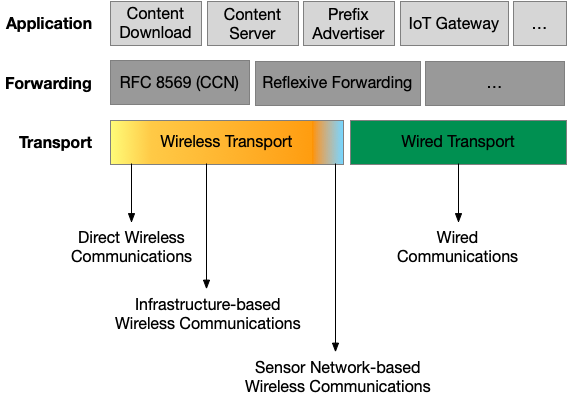 Application
Content
Download
Content
Server
Prefix
Advertiser
IoT Gateway
...
Forwarding
RFC 8569 (CCN)
Reflexive Forwarding
...
Transport
Wireless Transport
Wired Transport
Direct Wireless
Communications
Wired
Communications
Infrastructure-based
Wireless Communications
Sensor Network-based
Wireless Communications